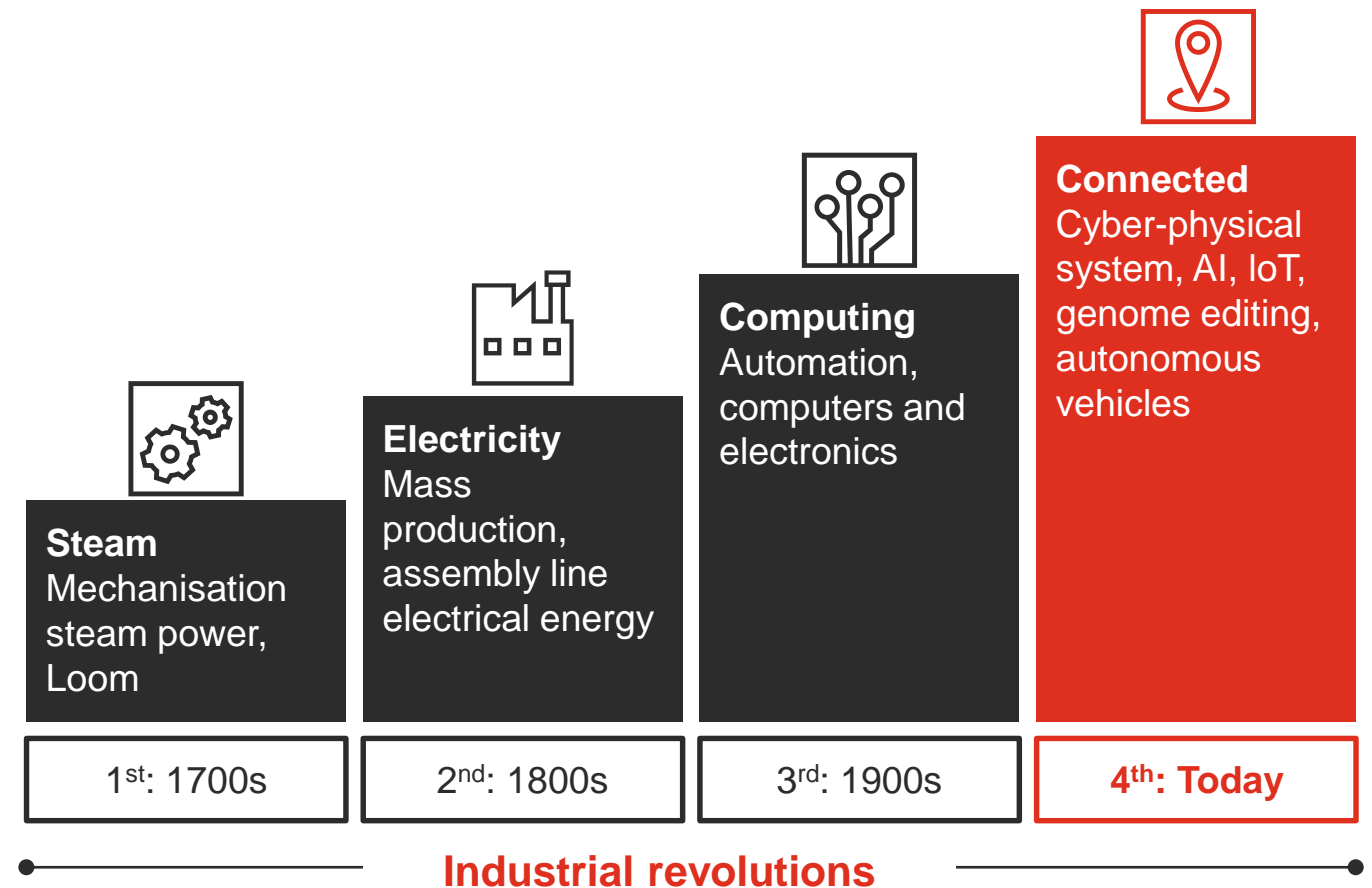 Steam
Mechanisation
steam power,
Loom
Electricity
Mass
production,
assembly line
electrical energy
Computing
Automation,
computers and
electronics
Connected
Cyber-physical
system, AI, IoT,
genome editing,
autonomous
vehicles
1st: 1700s
2nd: 1800s
3rd: 1900s
4th: Today
Industrial revolutions